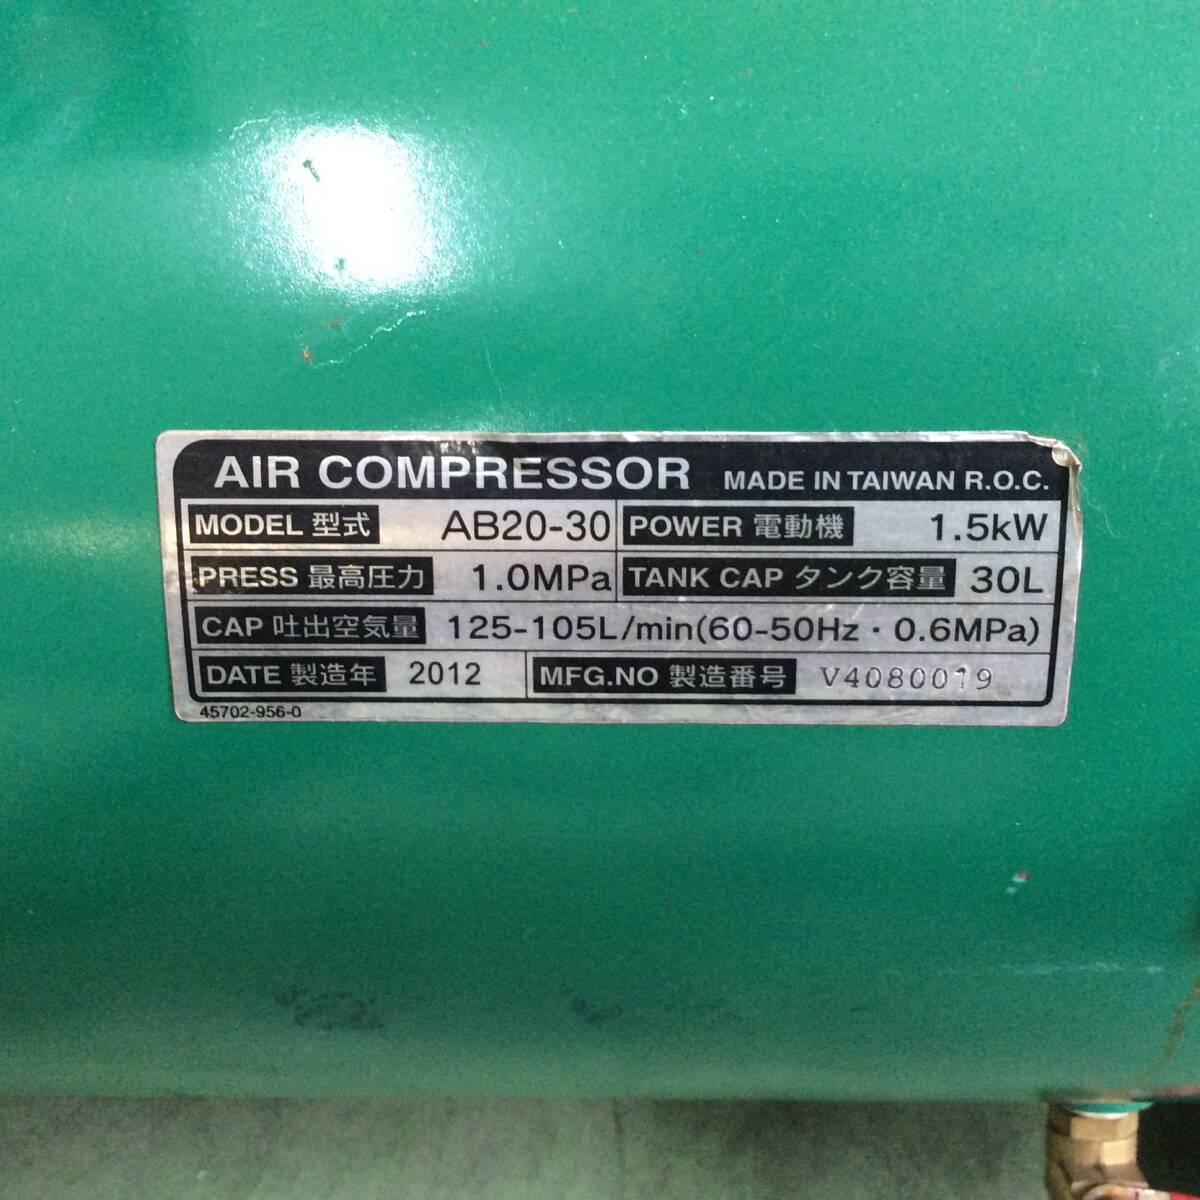 AIR COMPRESSOR MADE IN TAIWAN R.O.C.
MODEL 型式 AB20-30 POWER 電動機 1.5kW
PRESS 最高圧力 1.0MPa TANK CAP タンク容量 30L
CAP 吐出空気量 125-105L/min(60-50Hz・0.6MPa)
DATE 製造年 2012 MFG.NO 製造番号 V4080019
45702-956-0